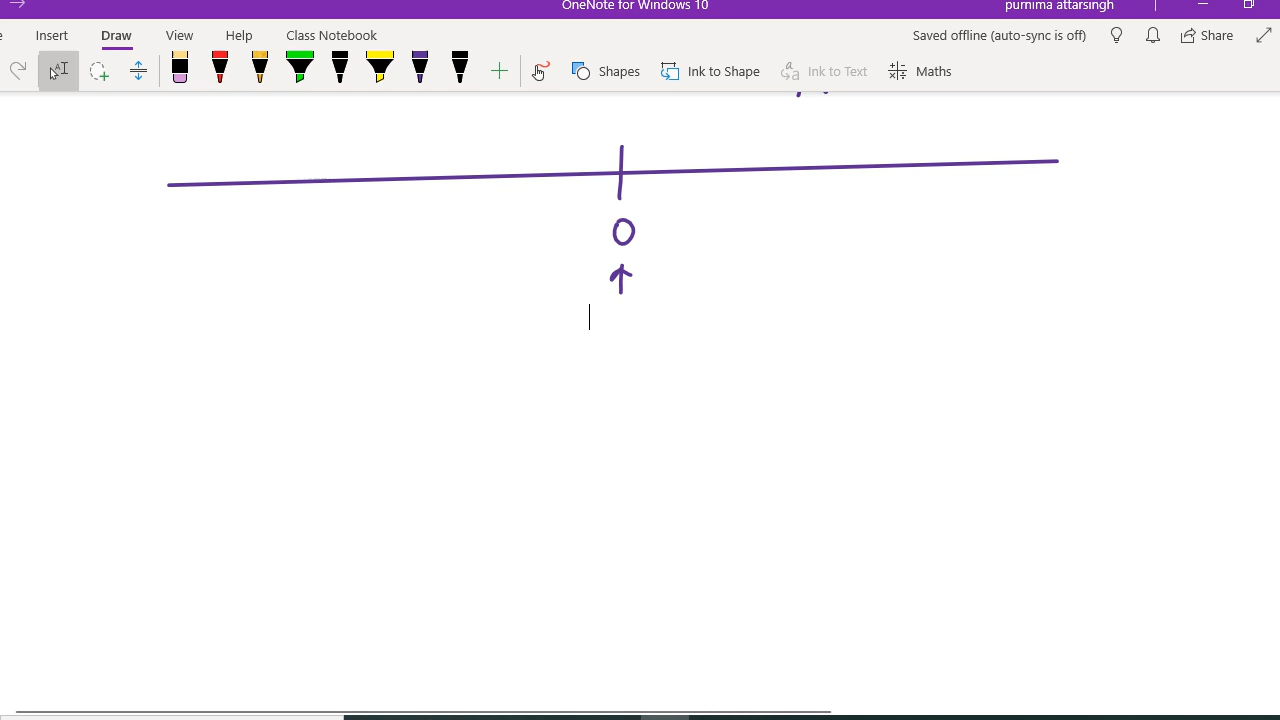 OneNote for Windows 10 purnima attarsingh
Insert Draw View Help Class Notebook Saved offline (auto-sync is off) Share
Shapes Ink to Shape Ink to Text Maths
0